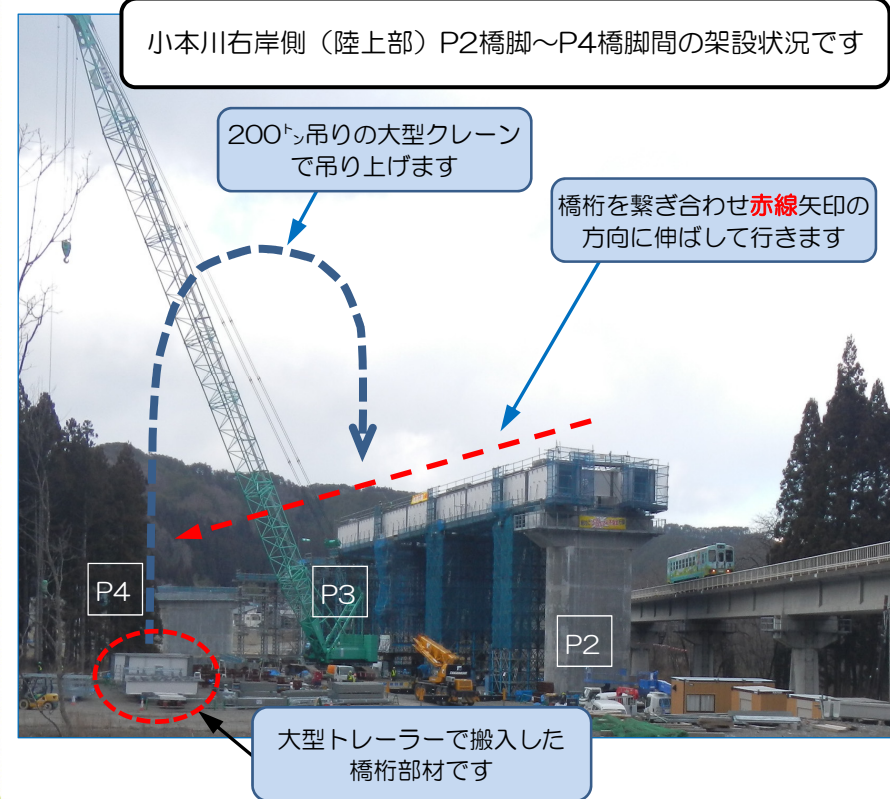 小本川右岸側（陸上部）P2橋脚～P4橋脚間の架設状況です
200㌧吊りの大型クレーン
で吊り上げます
橋桁を繋ぎ合わせ赤線矢印の
方向に伸ばして行きます
P4
P3
P2
大型トレーラーで搬入した
橋桁部材です